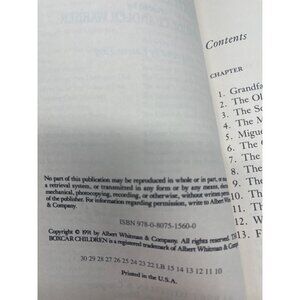 Contents
CHAPTER
1. Grandfa
2. The Ol
3. The Se
4. The M
5. Migue
6. The
7. The
8. The
9. The
10. The
11. The
12. W
13. F
No part of this publication may be reproduced in whole or in part, or
a retrieval system, or transmitted in any form or by any means,
mechanical, photocopying, recording, or otherwise, without written
of the publisher. For information regarding permission, write to Albert
& Company.
ISBN 978-0-8075-1560-0
Copyright © 1991 by Albert Whitman & Company. All rights reserved.
BOXCAR CHILDREN is a registered trademark of Albert Whitman & Comp
30 29 28 27 26 25 24 23 22 LB 15 14 13 12 11 10
Printed in the U.S.A.